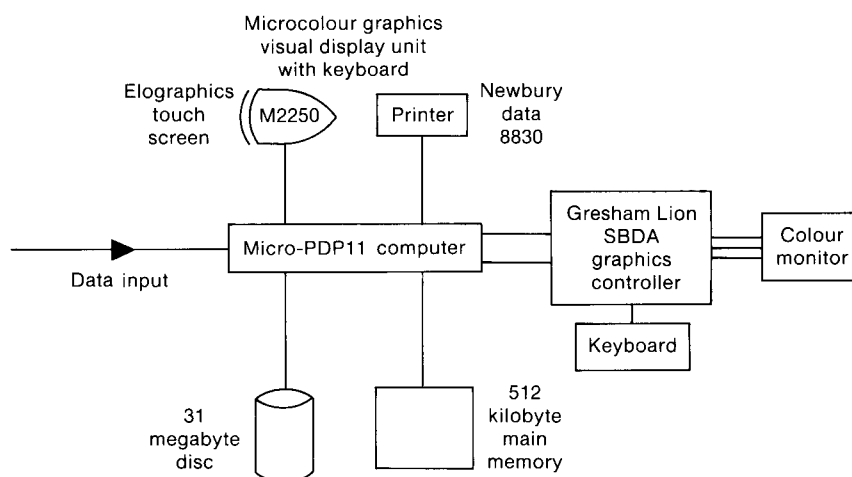 Microcolour graphics
visual display unit
with keyboard
Elographics
touch
screen
M2250
Printer
Newbury
data
8830
Gresham Lion
SBDA
graphics
controller
Colour
monitor
Micro-PDP11 computer
Data input
Keyboard
31
megabyte
disc
512
kilobyte
main
memory